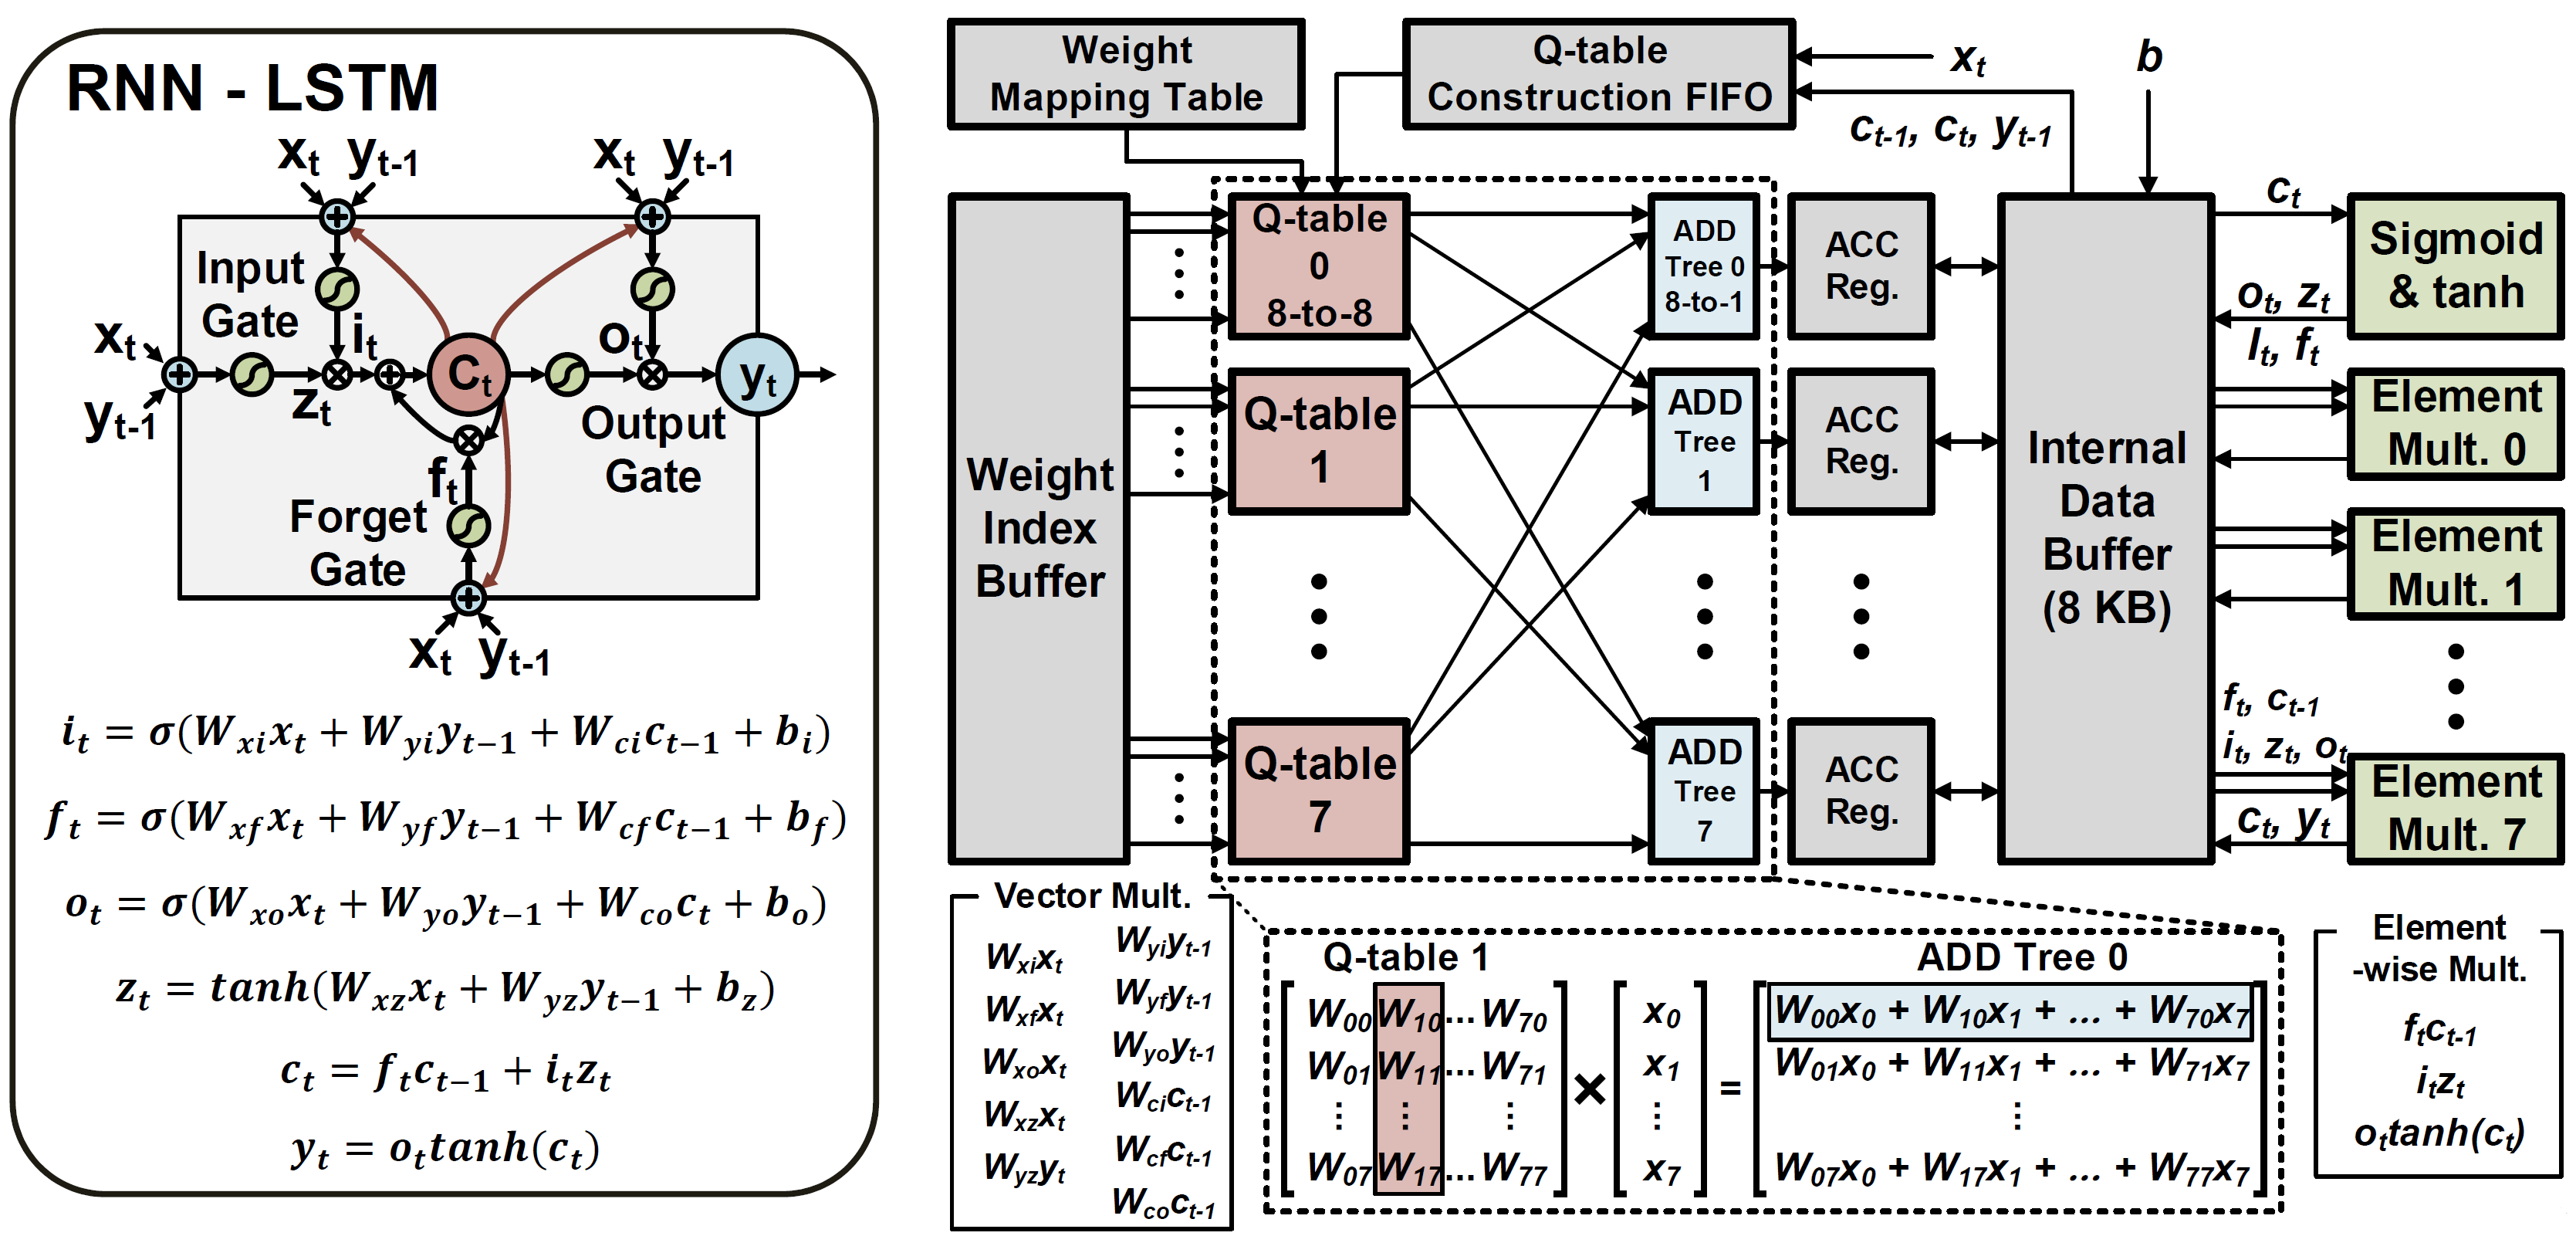 RNN - LSTM
xt yt-1
xt yt-1
Input
Gate
it
ot
xt
yt-1
zt
Ct
yt
Output
Gate
ft
Forget
Gate
xt yt-1
it = σ(Wxixt + Wyiyt−1 + Wcict−1 + bi)
ft = σ(Wxfxt + Wyfyt−1 + Wcfct−1 + bf)
ot = σ(Wxoxt + Wyoyt−1 + Wcoct + bo)
zt = tanh(Wxzxt + Wyzyt−1 + bz)
ct = ftct−1 + itzt
yt = ottanh(ct)
Weight
Mapping Table
Q-table
Construction FIFO
xt
b
ct-1, ct, yt-1
Weight
Index
Buffer
Q-table
0
8-to-8
Q-table
1
Q-table
7
ADD
Tree 0
8-to-1
ADD
Tree
1
ADD
Tree
7
ACC
Reg.
ACC
Reg.
ACC
Reg.
Internal
Data
Buffer
(8 KB)
ct
ot, zt
It, ft
ft, ct-1
it, zt, ot
ct, yt
Sigmoid
& tanh
Element
Mult. 0
Element
Mult. 1
Element
Mult. 7
Vector Mult.
Wxixt
Wxfxt
Wxoxt
Wxzxt
Wyzyt
Wyiyt-1
Wyfyt-1
Wyoyt-1
Wcict-1
Wcfct-1
Wcoct-1
Q-table 1
ADD Tree 0
W00 W10 ... W70
W01 W11 ... W71
⋮ ⋮ ⋮
W07 W17 ... W77
×
x0
x1
⋮
x7
=
W00x0 + W10x1 + ... + W70x7
W01x0 + W11x1 + ... + W71x7
⋮
W07x0 + W17x1 + ... + W77x7
Element
-wise Mult.
ftct-1
itzt
ottanh(ct)